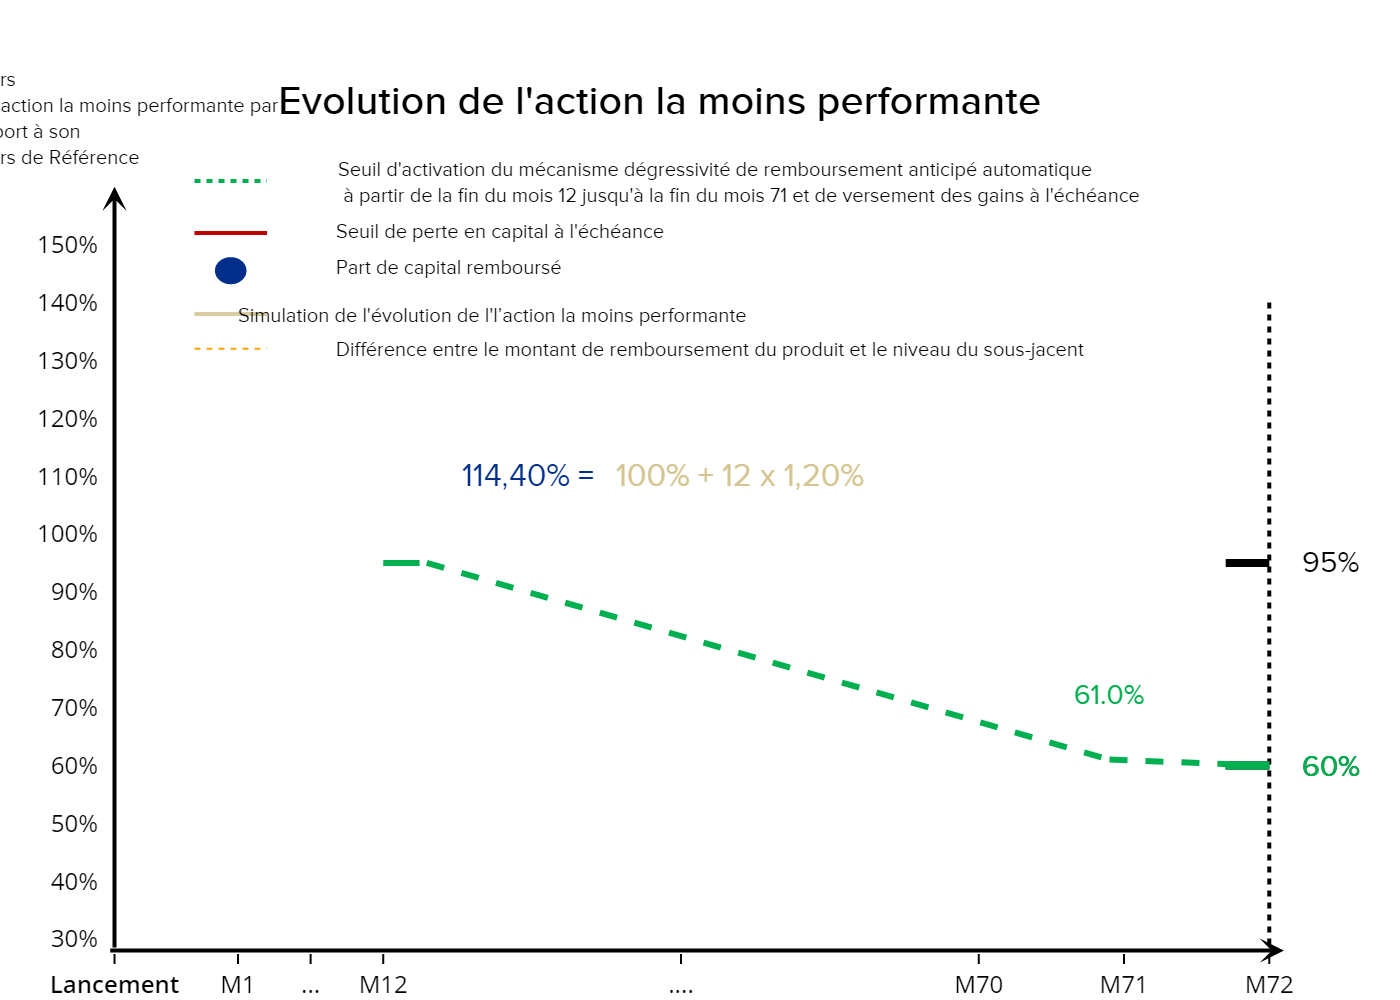 rs
action la moins performante par
port à son
rs de Référence
Evolution de l'action la moins performante
Seuil d'activation du mécanisme dégressivité de remboursement anticipé automatique
à partir de la fin du mois 12 jusqu'à la fin du mois 71 et de versement des gains à l'échéance
Seuil de perte en capital à l'échéance
Part de capital remboursé
Simulation de l'évolution de l'l’action la moins performante
Différence entre le montant de remboursement du produit et le niveau du sous-jacent
150%
140%
130%
120%
110%
114,40% = 100% + 12 x 1,20%
100%
95%
90%
80%
70%
61.0%
60%
60%
50%
40%
30%
Lancement M1 ... M12 .... M70 M71 M72